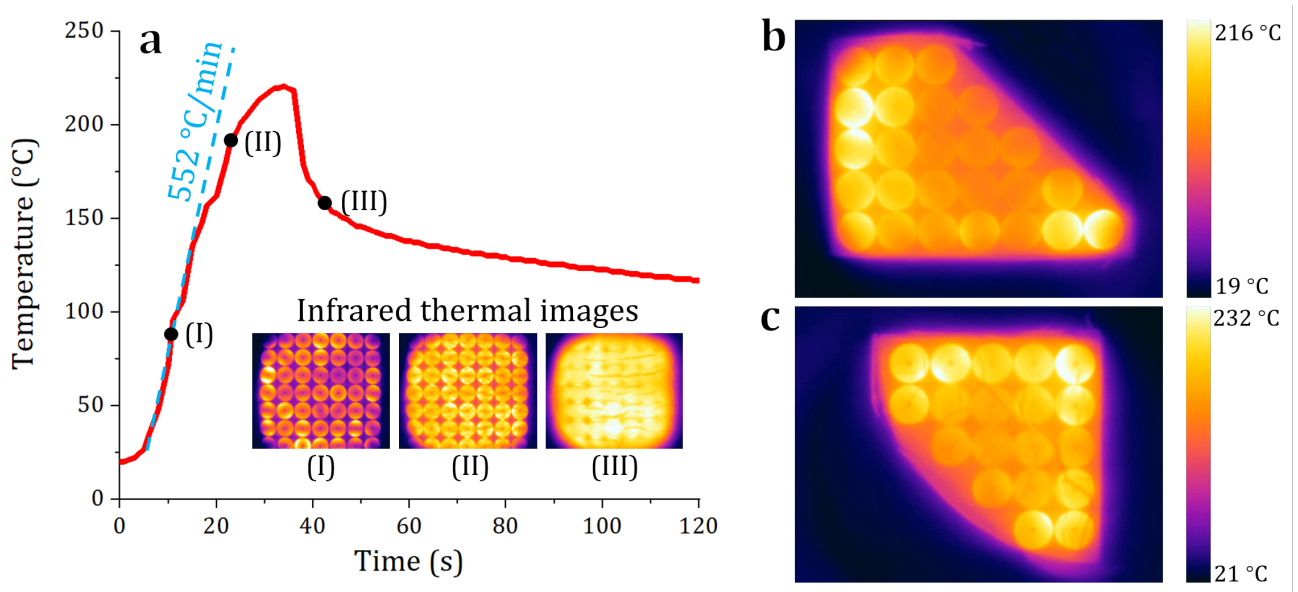 a
250
200
150
100
50
0
Temperature (°C)
552 °C/min
(I)
(II)
(III)
Infrared thermal images
(I) (II) (III)
0 20 40 60 80 100 120
Time (s)
b
216 °C
19 °C
c
232 °C
21 °C